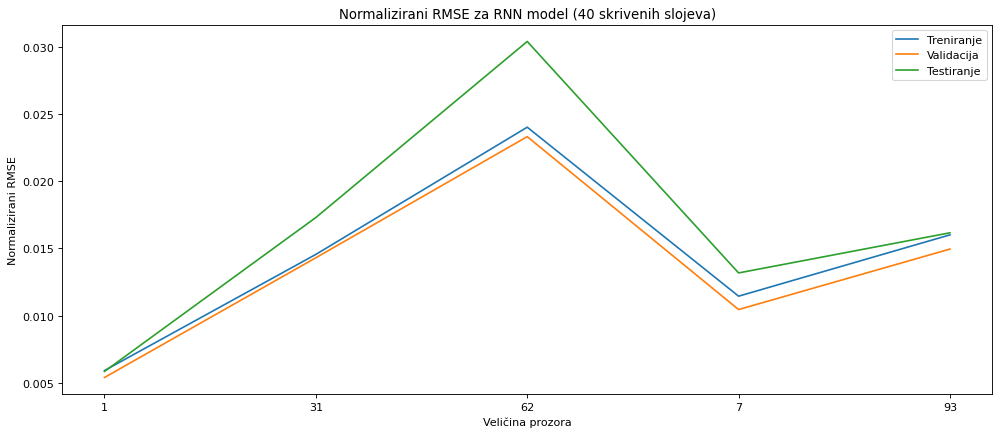 Normalizirani RMSE za RNN model (40 skrivenih slojeva)
Treniranje
Validacija
Testiranje
Normalizirani RMSE
0.030
0.025
0.020
0.015
0.010
0.005
1 31 62 7 93
Veličina prozora